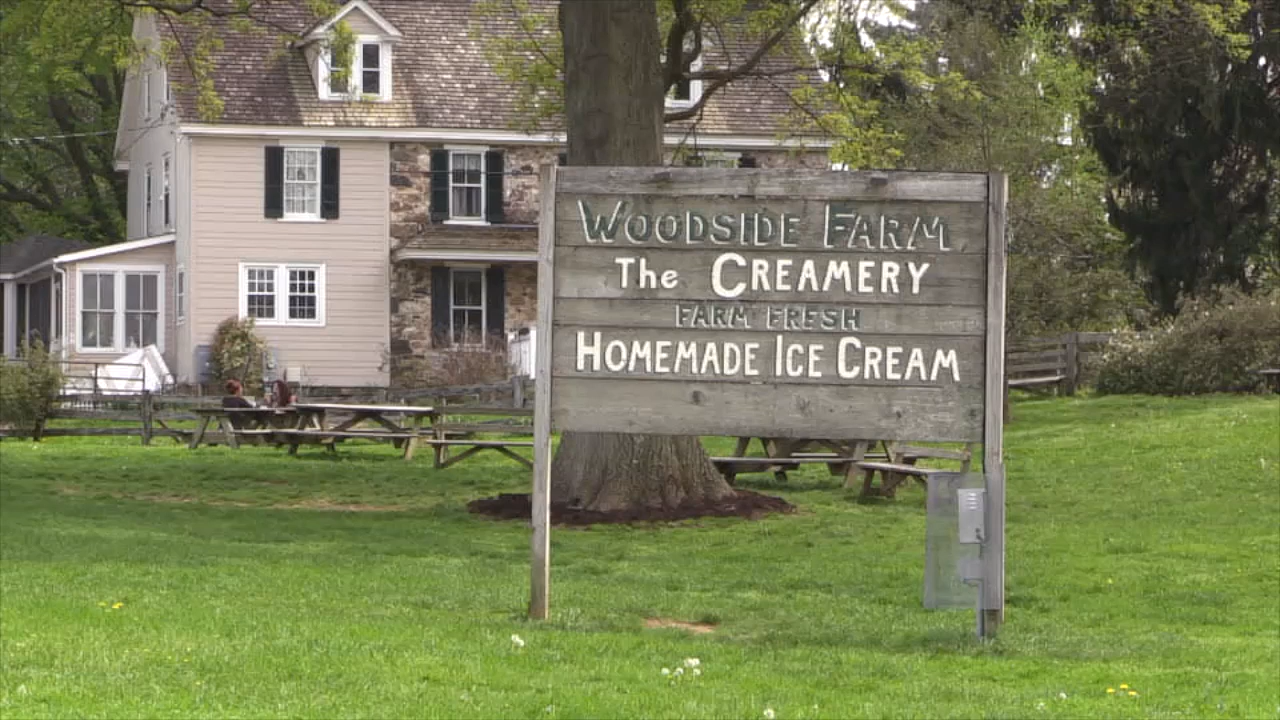 WOODSIDE FARM
The CREAMERY
FARM FRESH
HOMEMADE ICE CREAM